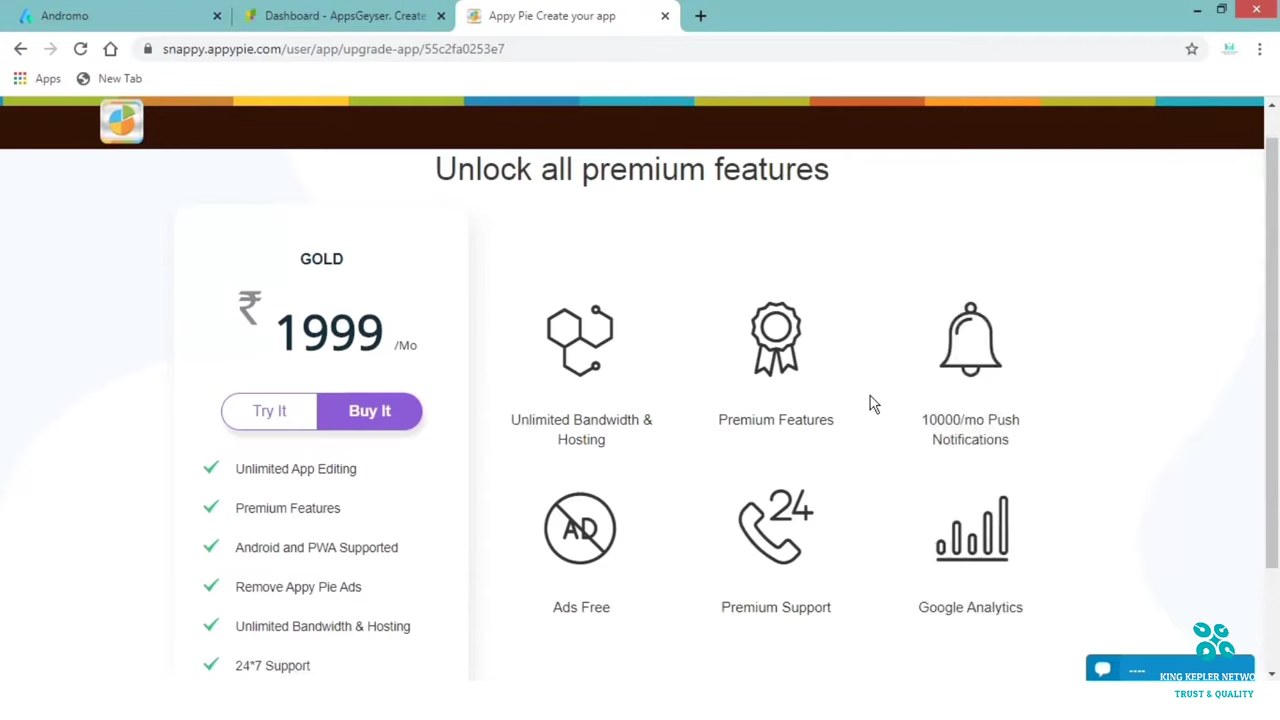 Andromo
Dashboard - AppsGeyser. Create
Appy Pie Create your app
snappy.appypie.com/user/app/upgrade-app/55c2fa0253e7
Apps
New Tab
Unlock all premium features
GOLD
₹ 1999 /Mo
Try It
Buy It
Unlimited App Editing
Premium Features
Android and PWA Supported
Remove Appy Pie Ads
Unlimited Bandwidth & Hosting
24*7 Support
Unlimited Bandwidth &
Hosting
Premium Features
10000/mo Push
Notifications
AD
24
Ads Free
Premium Support
Google Analytics
----
KING KEPLER NETWO
TRUST & QUALITY